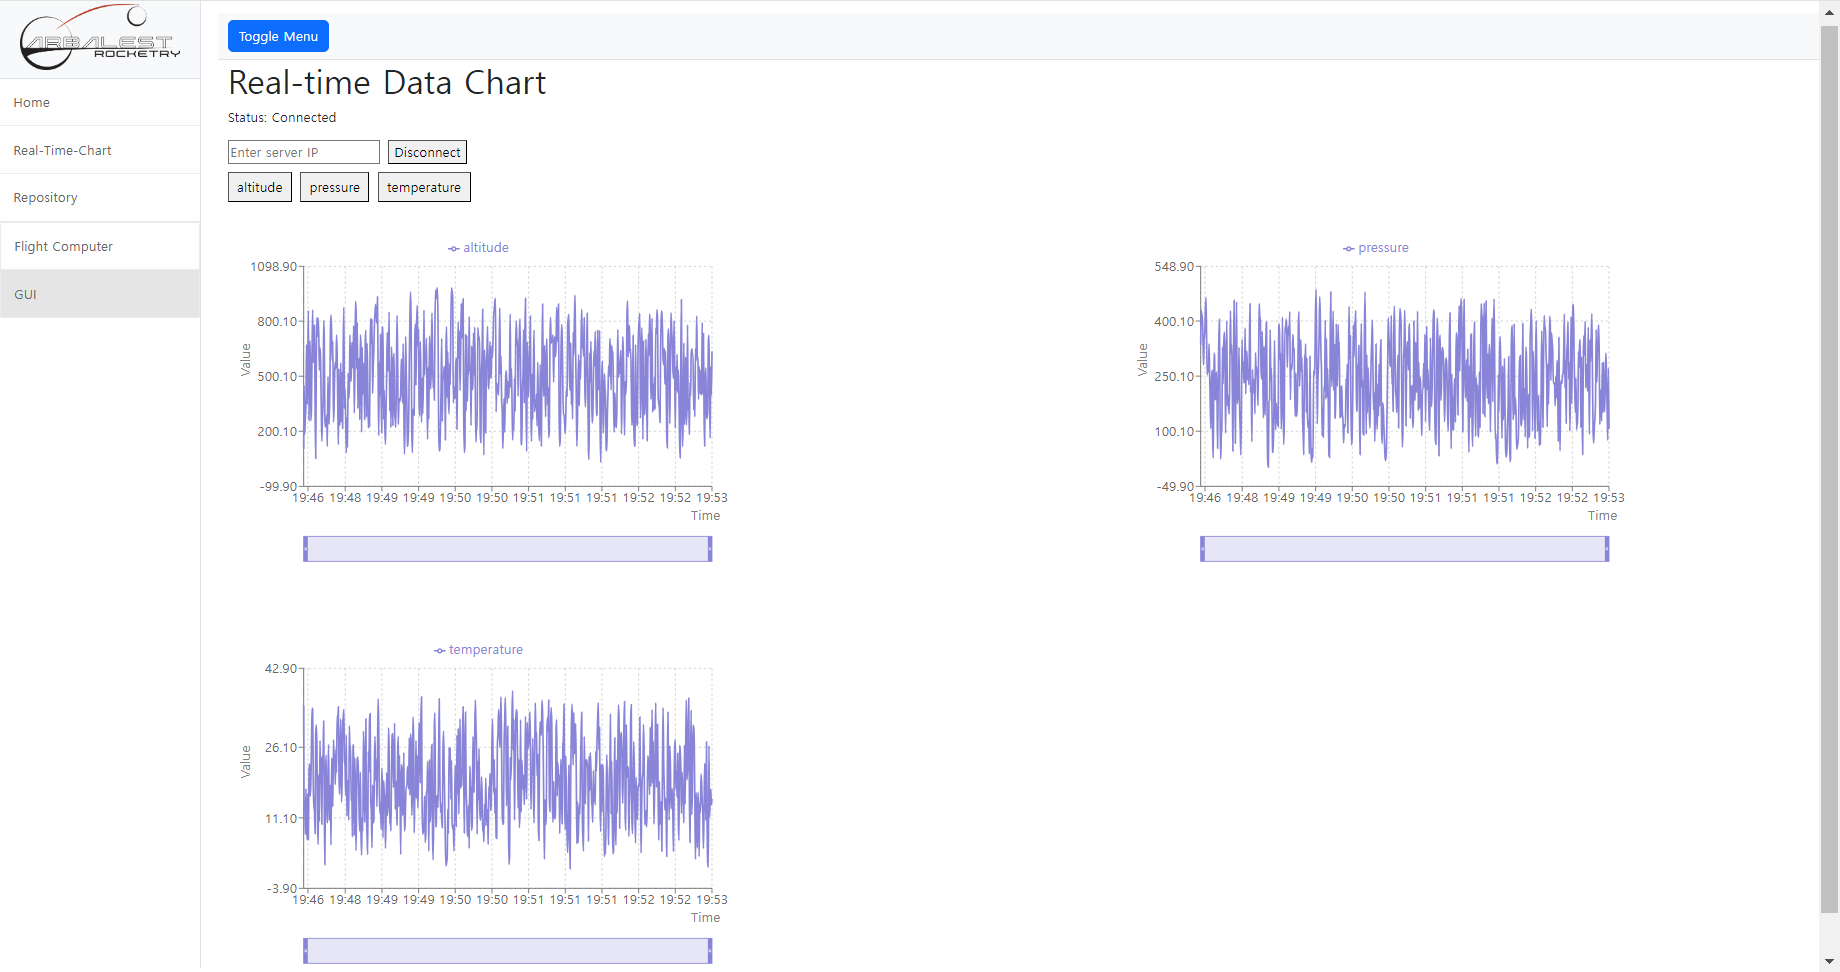 ARBALEST
ROCKETRY
Home
Real-Time-Chart
Repository
Flight Computer
GUI
Toggle Menu
Real-time Data Chart
Status: Connected
Enter server IP
Disconnect
altitude pressure temperature
altitude
1098.90
800.10
500.10
200.10
-99.90
Value
19:46 19:48 19:49 19:49 19:50 19:50 19:51 19:51 19:51 19:52 19:52 19:53
Time
pressure
548.90
400.10
250.10
100.10
-49.90
Value
19:46 19:48 19:49 19:49 19:50 19:50 19:51 19:51 19:51 19:52 19:52 19:53
Time
temperature
42.90
26.10
11.10
-3.90
Value
19:46 19:48 19:49 19:49 19:50 19:50 19:51 19:51 19:51 19:52 19:52 19:53
Time